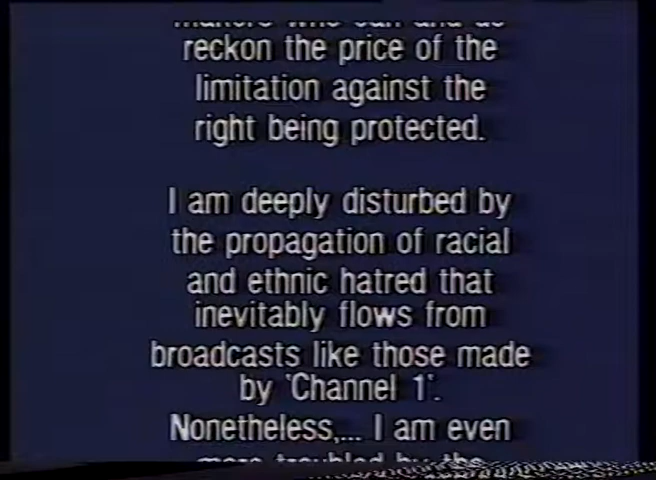 reckon the price of the
limitation against the
right being protected.
I am deeply disturbed by
the propagation of racial
and ethnic hatred that
inevitably flows from
broadcasts like those made
by 'Channel 1'.
Nonetheless,... I am even